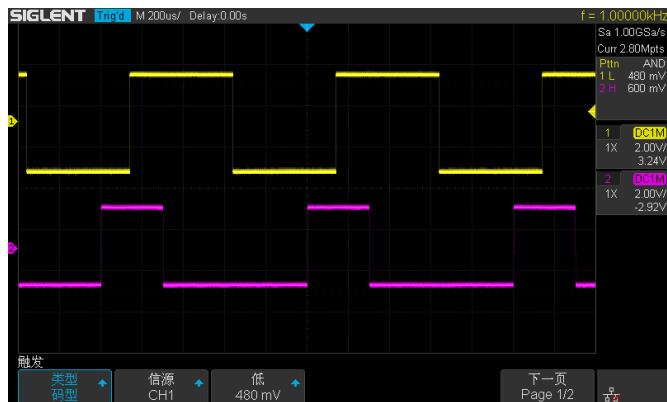 SIGLENT Trig'd M 200us/ Delay:0.00s f = 1.00000kHz
Sa 1.00GSa/s
Curr 2.80Mpts
Pttn AND
1 L 480 mV
2 H 600 mV
1 DC1M
1X 2.00V/
3.24V
2 DC1M
1X 2.00V/
-2.92V
1
2
触发
类型 信源 低 下一页
码型 CH1 480 mV Page 1/2